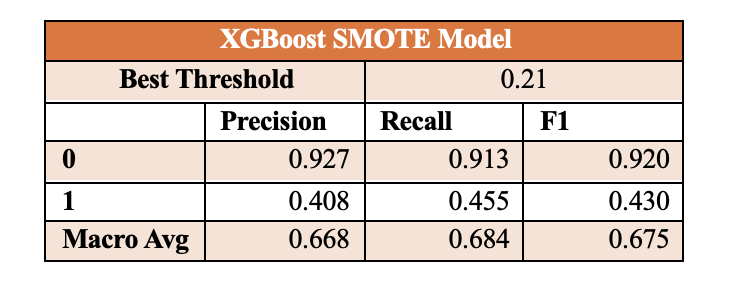 XGBoost SMOTE Model
Best Threshold 0.21
Precision Recall F1
0 0.927 0.913 0.920
1 0.408 0.455 0.430
Macro Avg 0.668 0.684 0.675